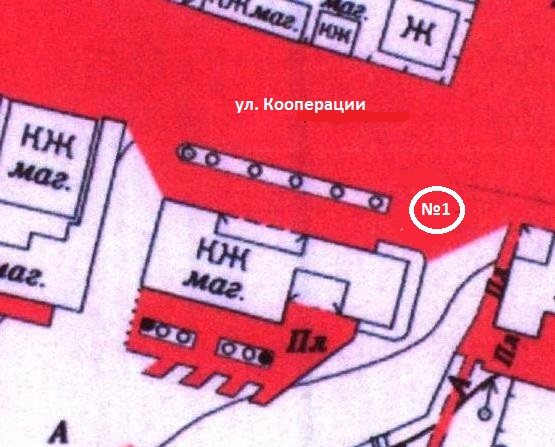 КЖ маг.
маг.
КЖ
Ж
ул. Кооперации
КЖ
маг.
№1
КЖ
маг.
маг.
Пл
Пл
Пл
А
А